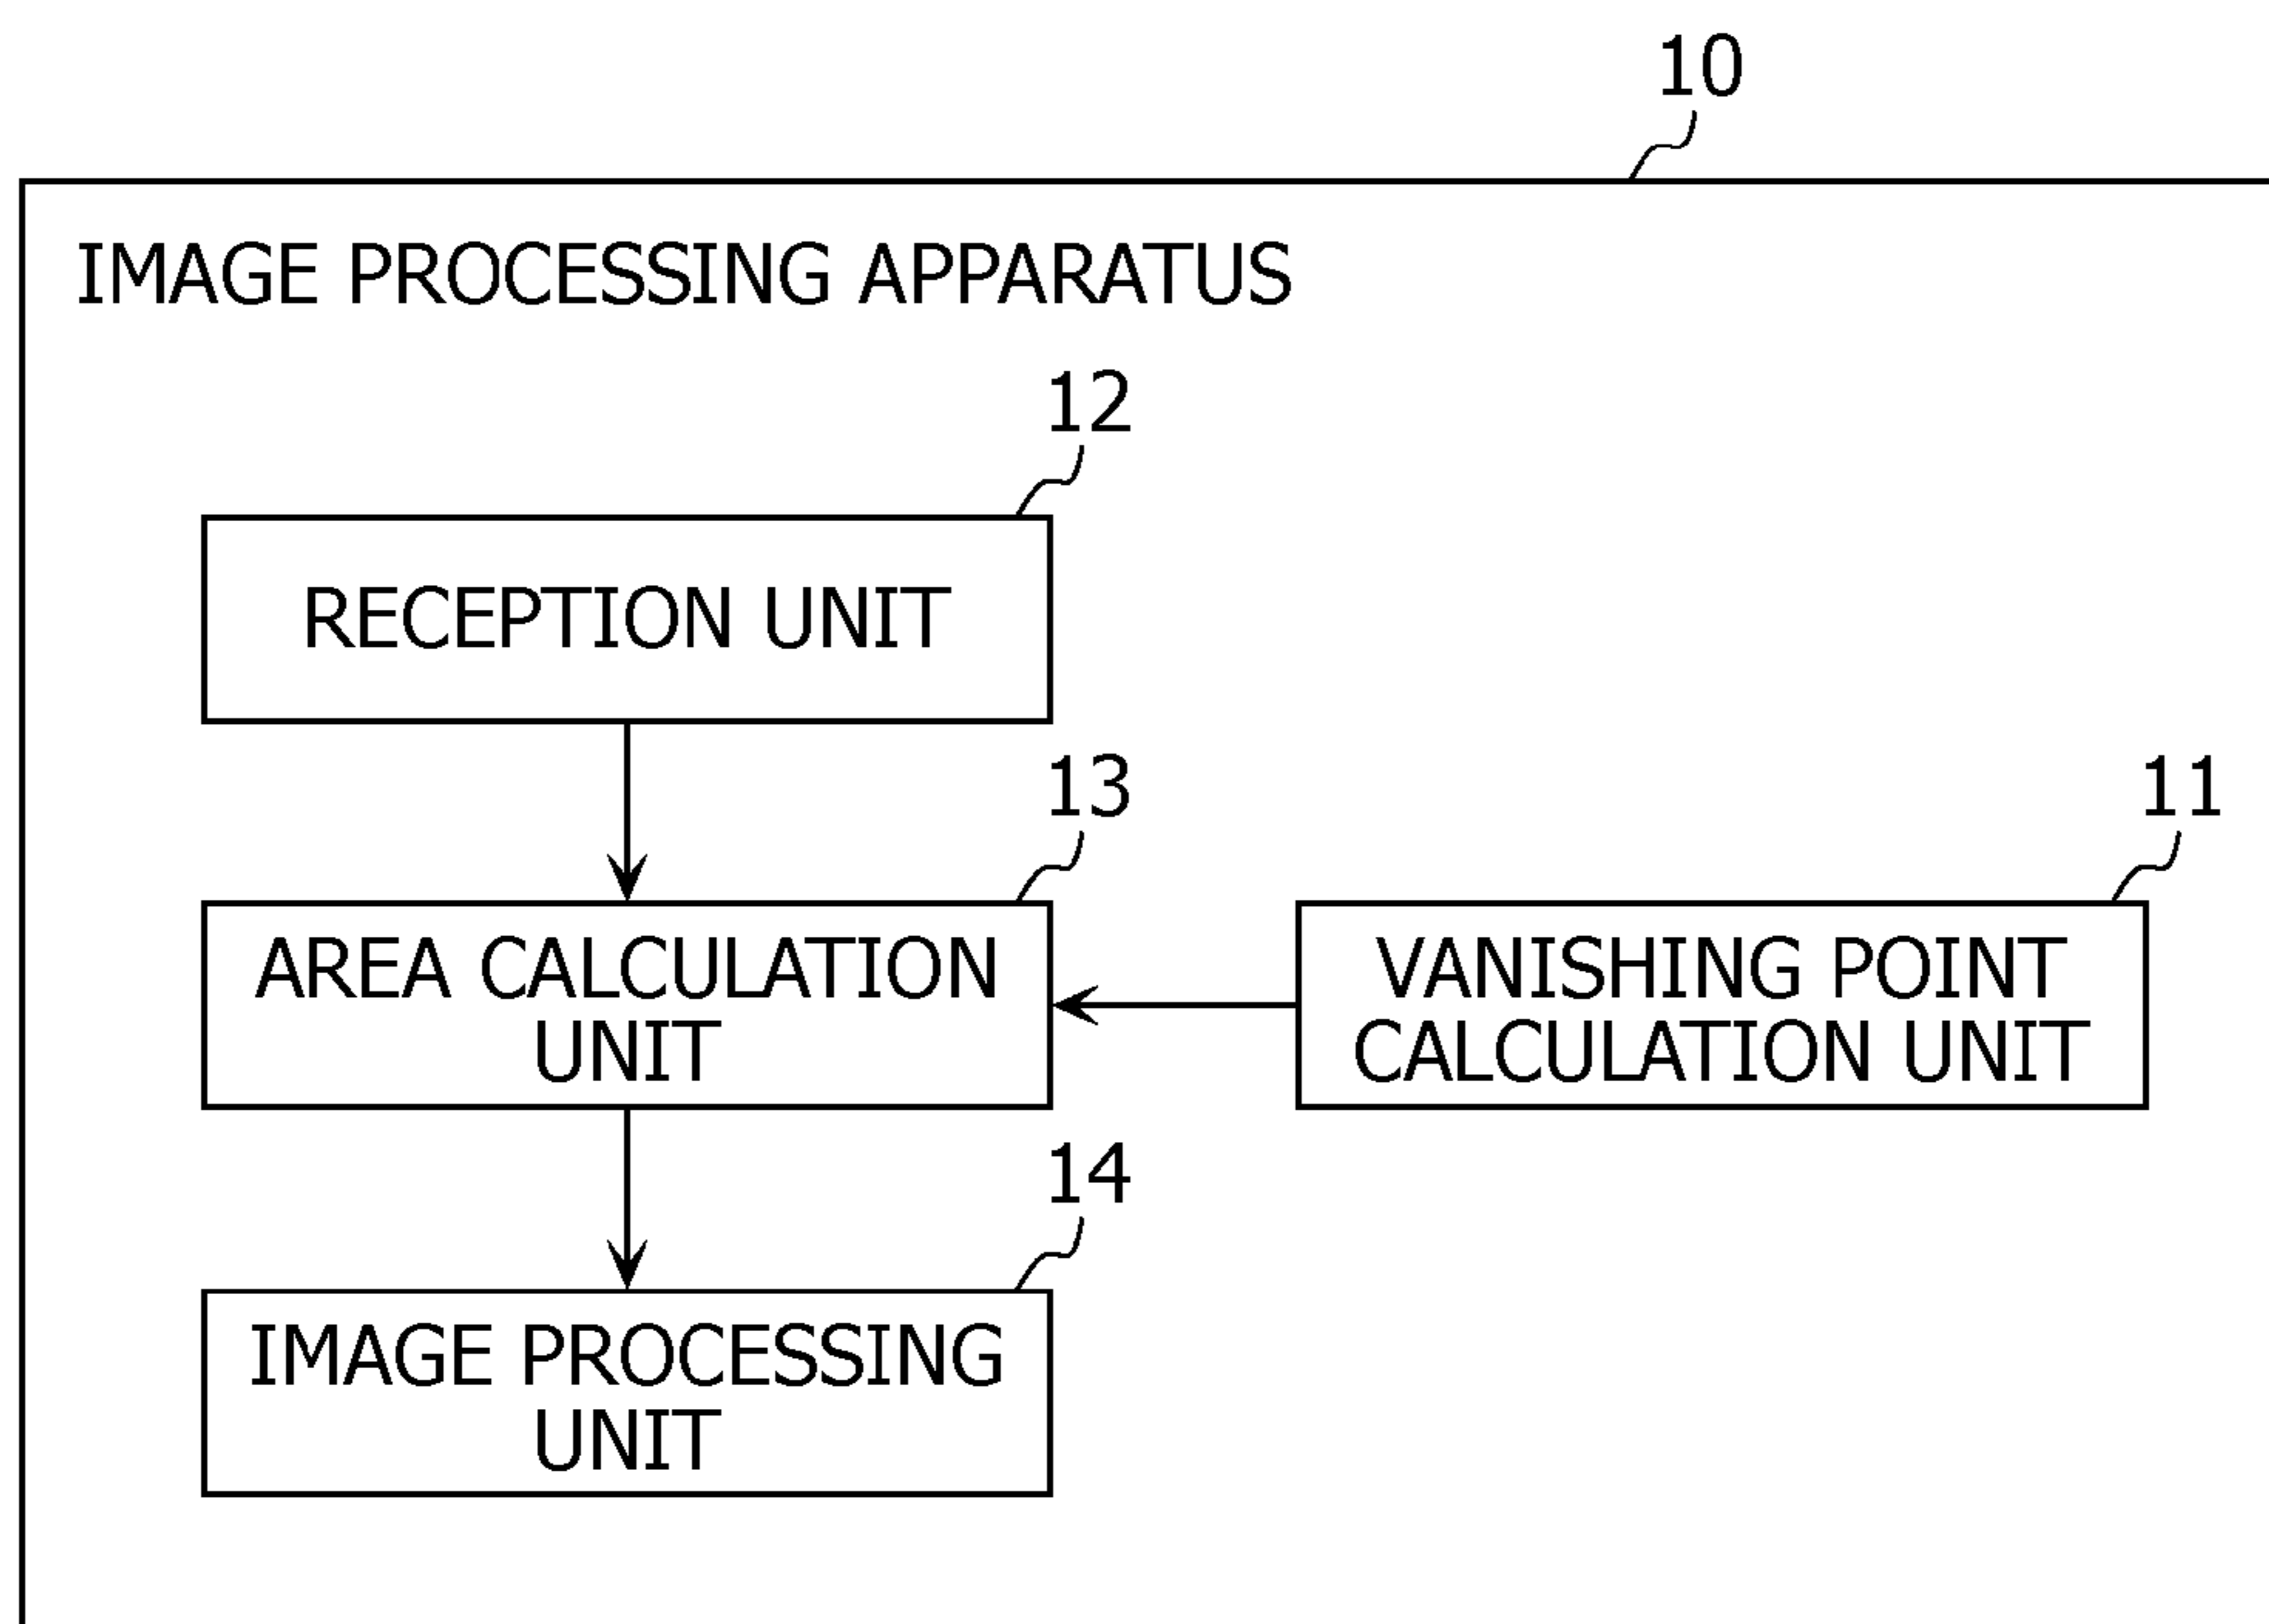 10
IMAGE PROCESSING APPARATUS
12
RECEPTION UNIT
13
AREA CALCULATION
UNIT
11
VANISHING POINT
CALCULATION UNIT
14
IMAGE PROCESSING
UNIT